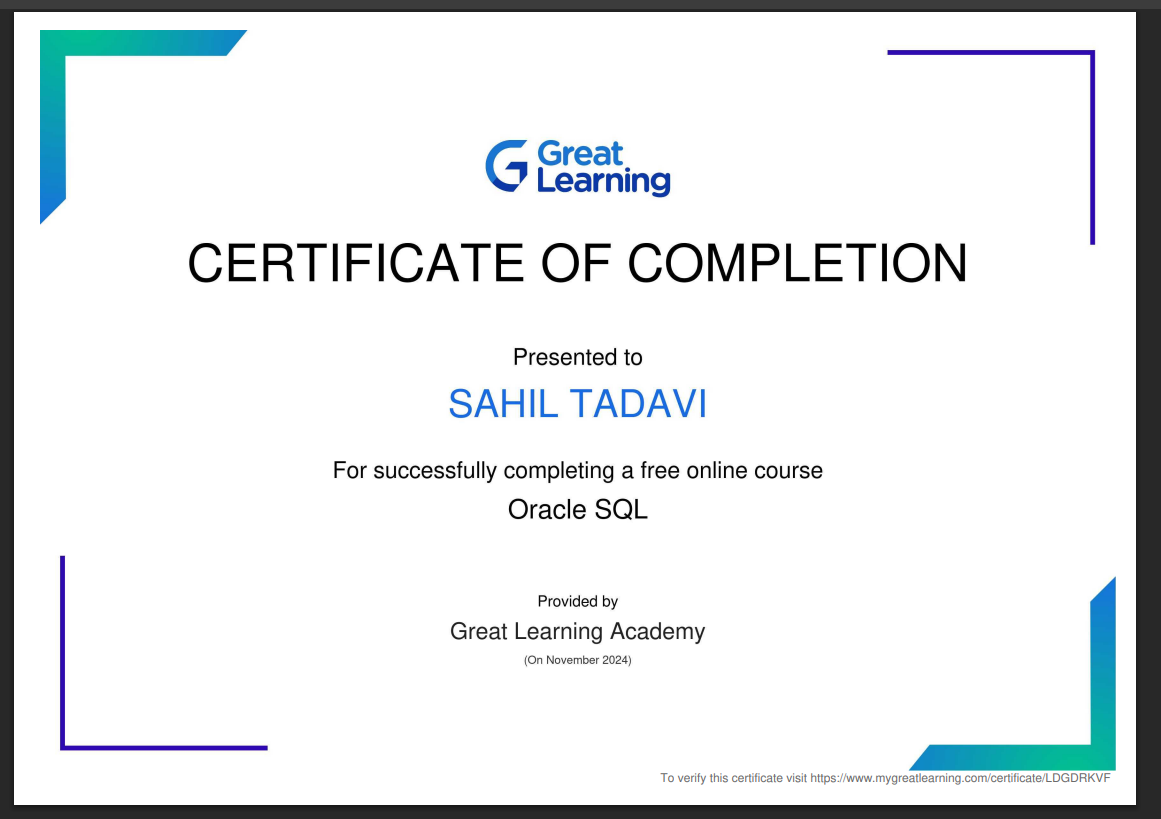 Great
Learning
CERTIFICATE OF COMPLETION
Presented to
SAHIL TADAVI
For successfully completing a free online course
Oracle SQL
Provided by
Great Learning Academy
(On November 2024)
To verify this certificate visit https://www.mygreatlearning.com/certificate/LDGDRKVF